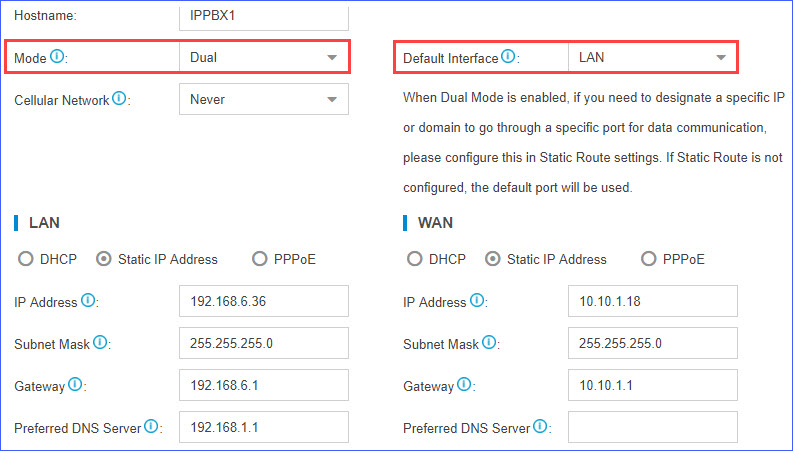 Hostname: IPPBX1
Mode : Dual
Default Interface : LAN
Cellular Network : Never
When Dual Mode is enabled, if you need to designate a specific IP
or domain to go through a specific port for data communication,
please configure this in Static Route settings. If Static Route is not
configured, the default port will be used.
LAN
DHCP Static IP Address PPPoE
IP Address : 192.168.6.36
Subnet Mask : 255.255.255.0
Gateway : 192.168.6.1
Preferred DNS Server : 192.168.1.1
WAN
DHCP Static IP Address PPPoE
IP Address : 10.10.1.18
Subnet Mask : 255.255.255.0
Gateway : 10.10.1.1
Preferred DNS Server :